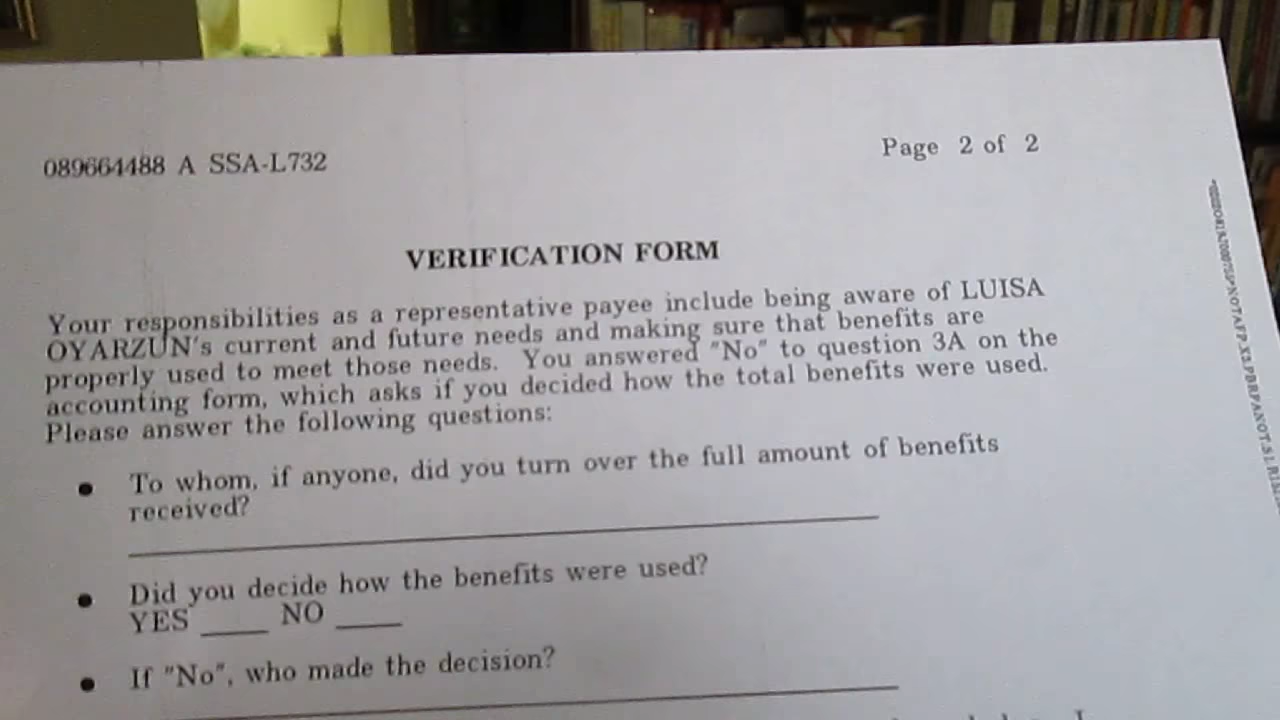 089664488 A SSA-L732
Page 2 of 2
VERIFICATION FORM
Your responsibilities as a representative payee include being aware of LUISA
OYARZUN's current and future needs and making sure that benefits are
properly used to meet those needs. You answered "No" to question 3A on the
accounting form, which asks if you decided how the total benefits were used.
Please answer the following questions:
• To whom, if anyone, did you turn over the full amount of benefits
received?
• Did you decide how the benefits were used?
YES ____ NO ____
• If "No", who made the decision?